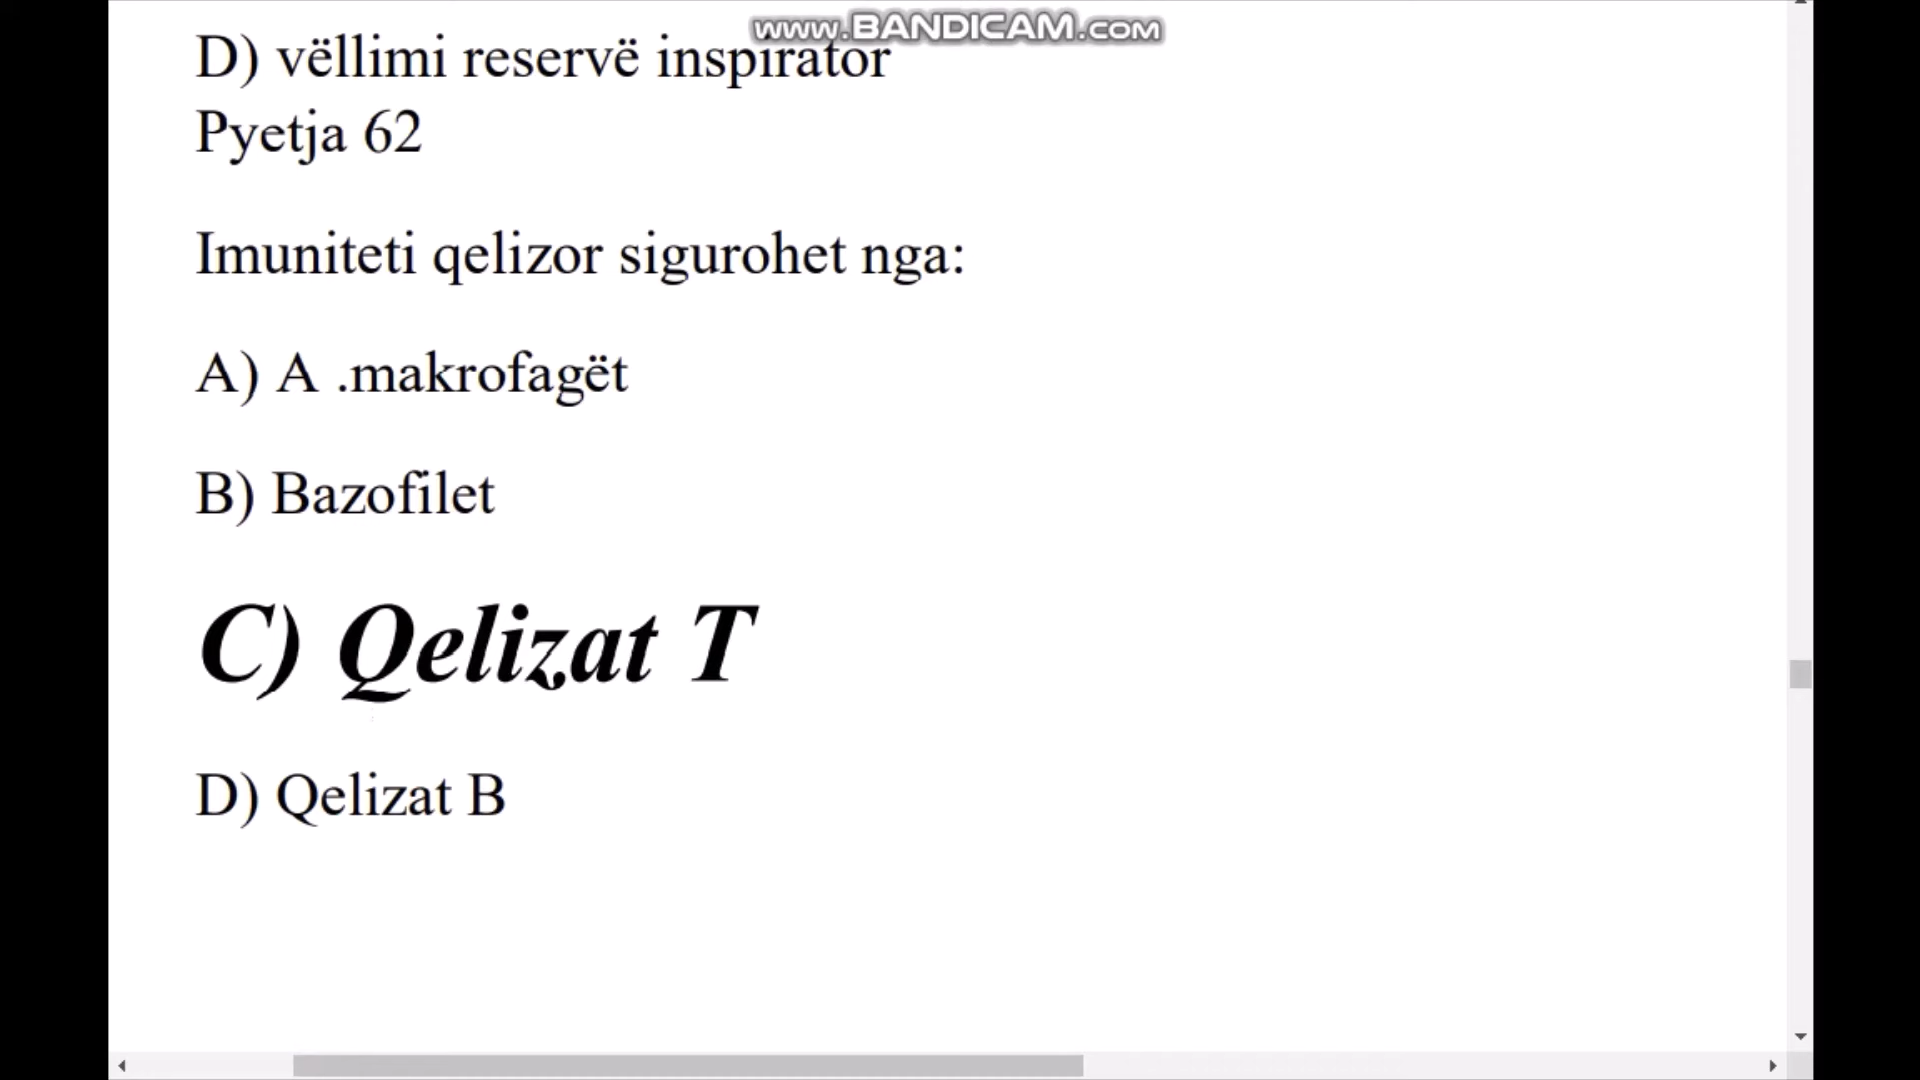 www.BANDICAM.com
D) vëllimi reservë inspirator
Pyetja 62
Imuniteti qelizor sigurohet nga:
A) A .makrofagët
B) Bazofilet
C) Qelizat T
D) Qelizat B